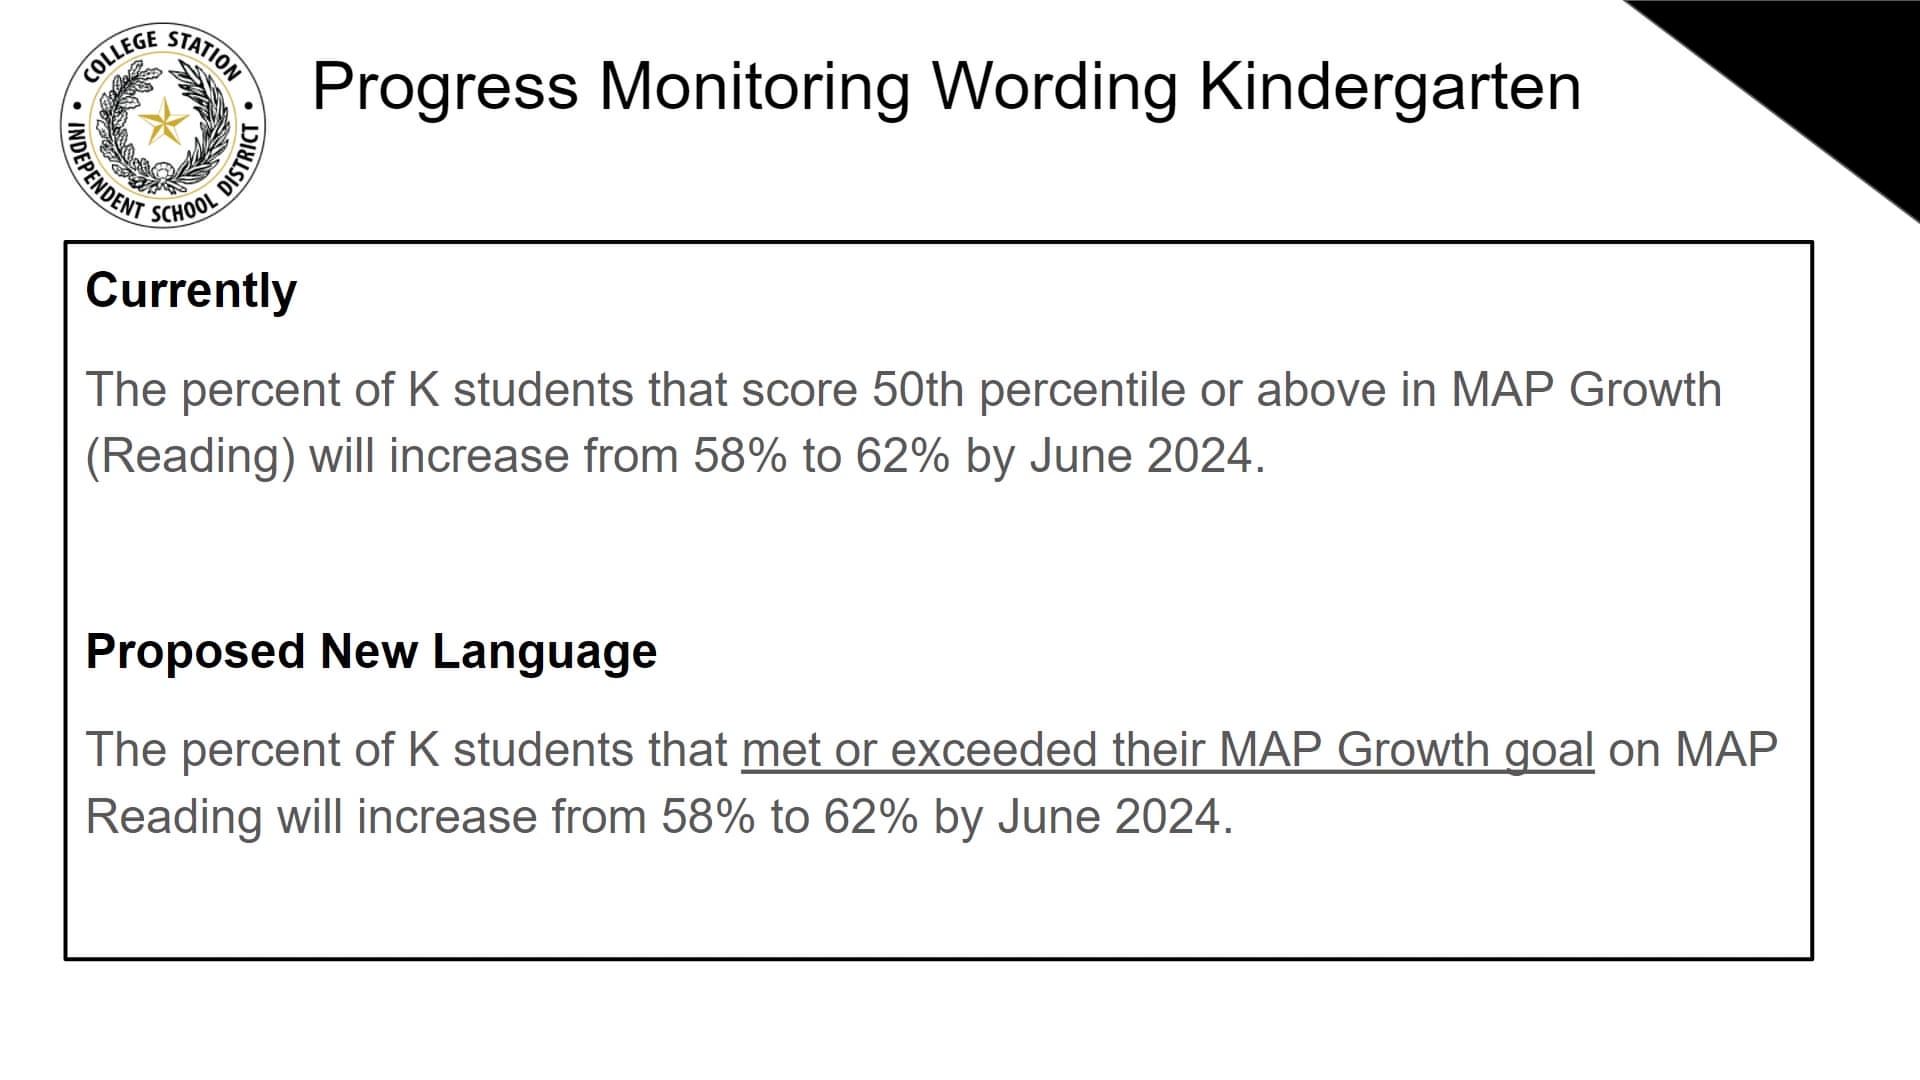 COLLEGE STATION
INDEPENDENT SCHOOL DISTRICT
Progress Monitoring Wording Kindergarten
Currently
The percent of K students that score 50th percentile or above in MAP Growth
(Reading) will increase from 58% to 62% by June 2024.
Proposed New Language
The percent of K students that met or exceeded their MAP Growth goal on MAP
Reading will increase from 58% to 62% by June 2024.